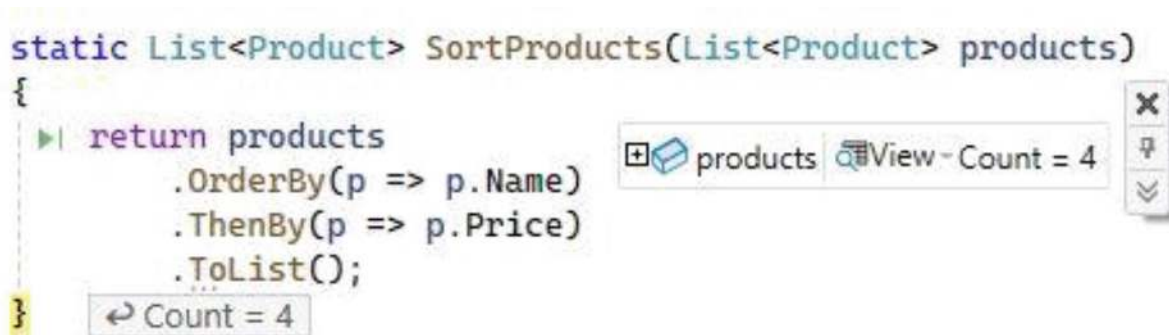 static List<Product> SortProducts(List<Product> products)
{
return products
.OrderBy(p => p.Name)
.ThenBy(p => p.Price)
.ToList();
products View - Count = 4
}
Count = 4